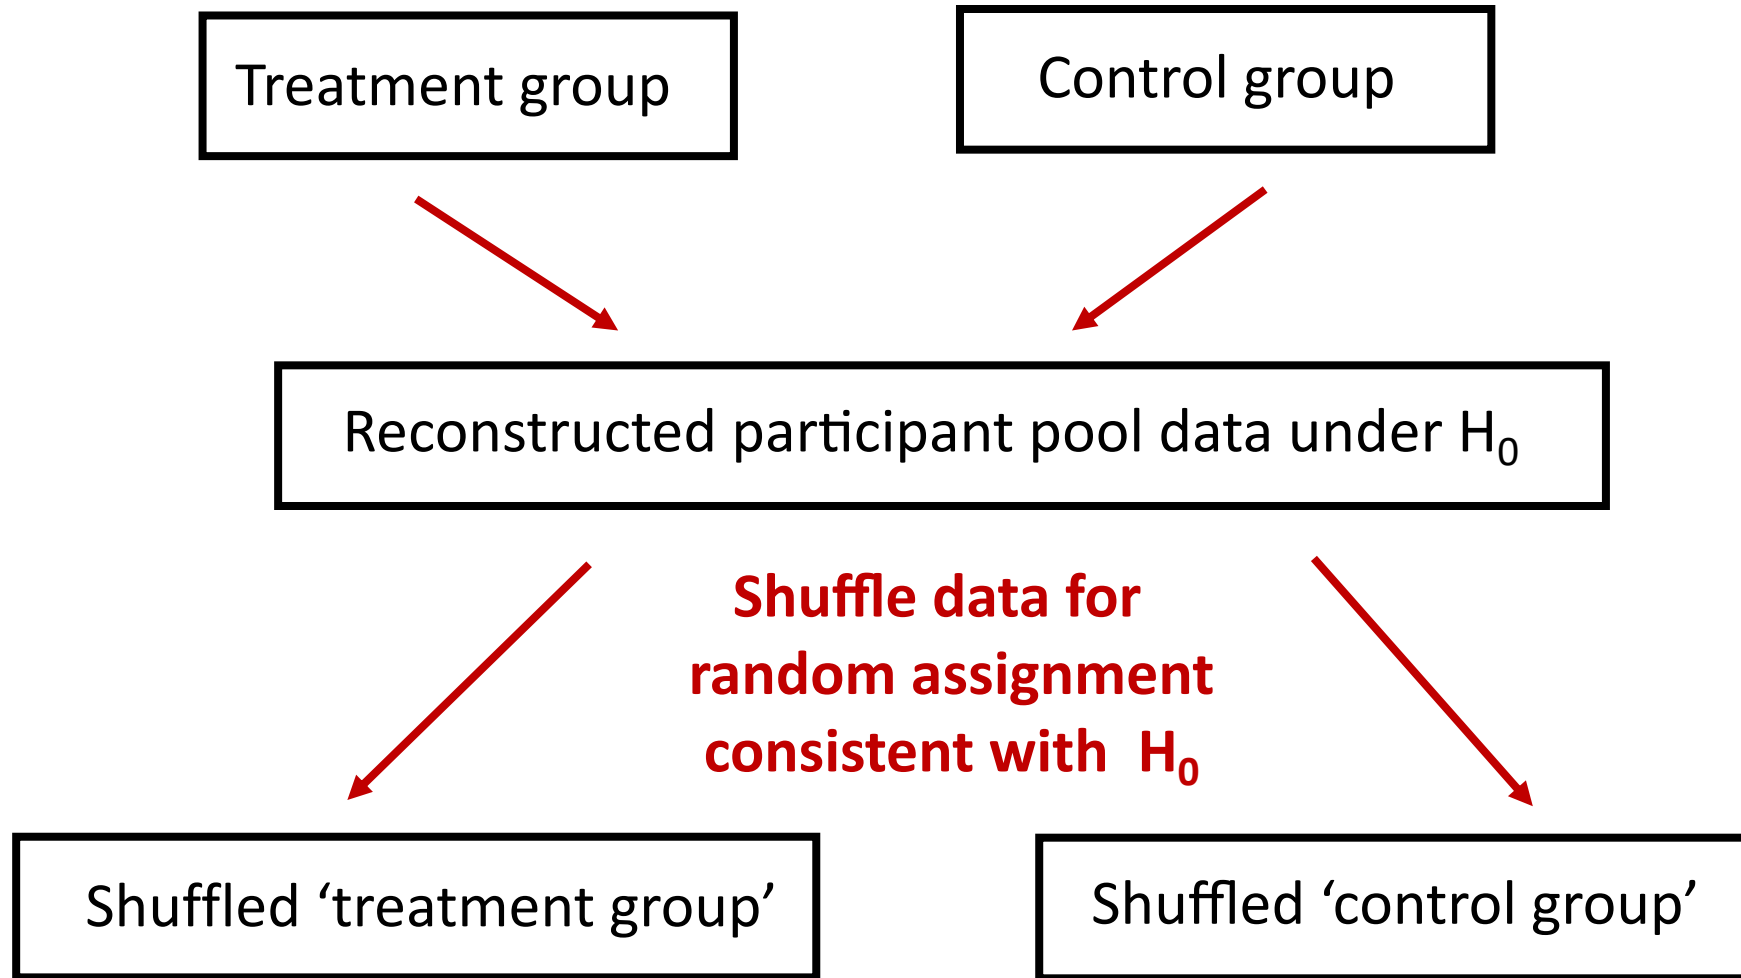 Treatment group
Control group
Reconstructed participant pool data under H₀
Shuffle data for
random assignment
consistent with H₀
Shuffled ‘treatment group’
Shuffled ‘control group’